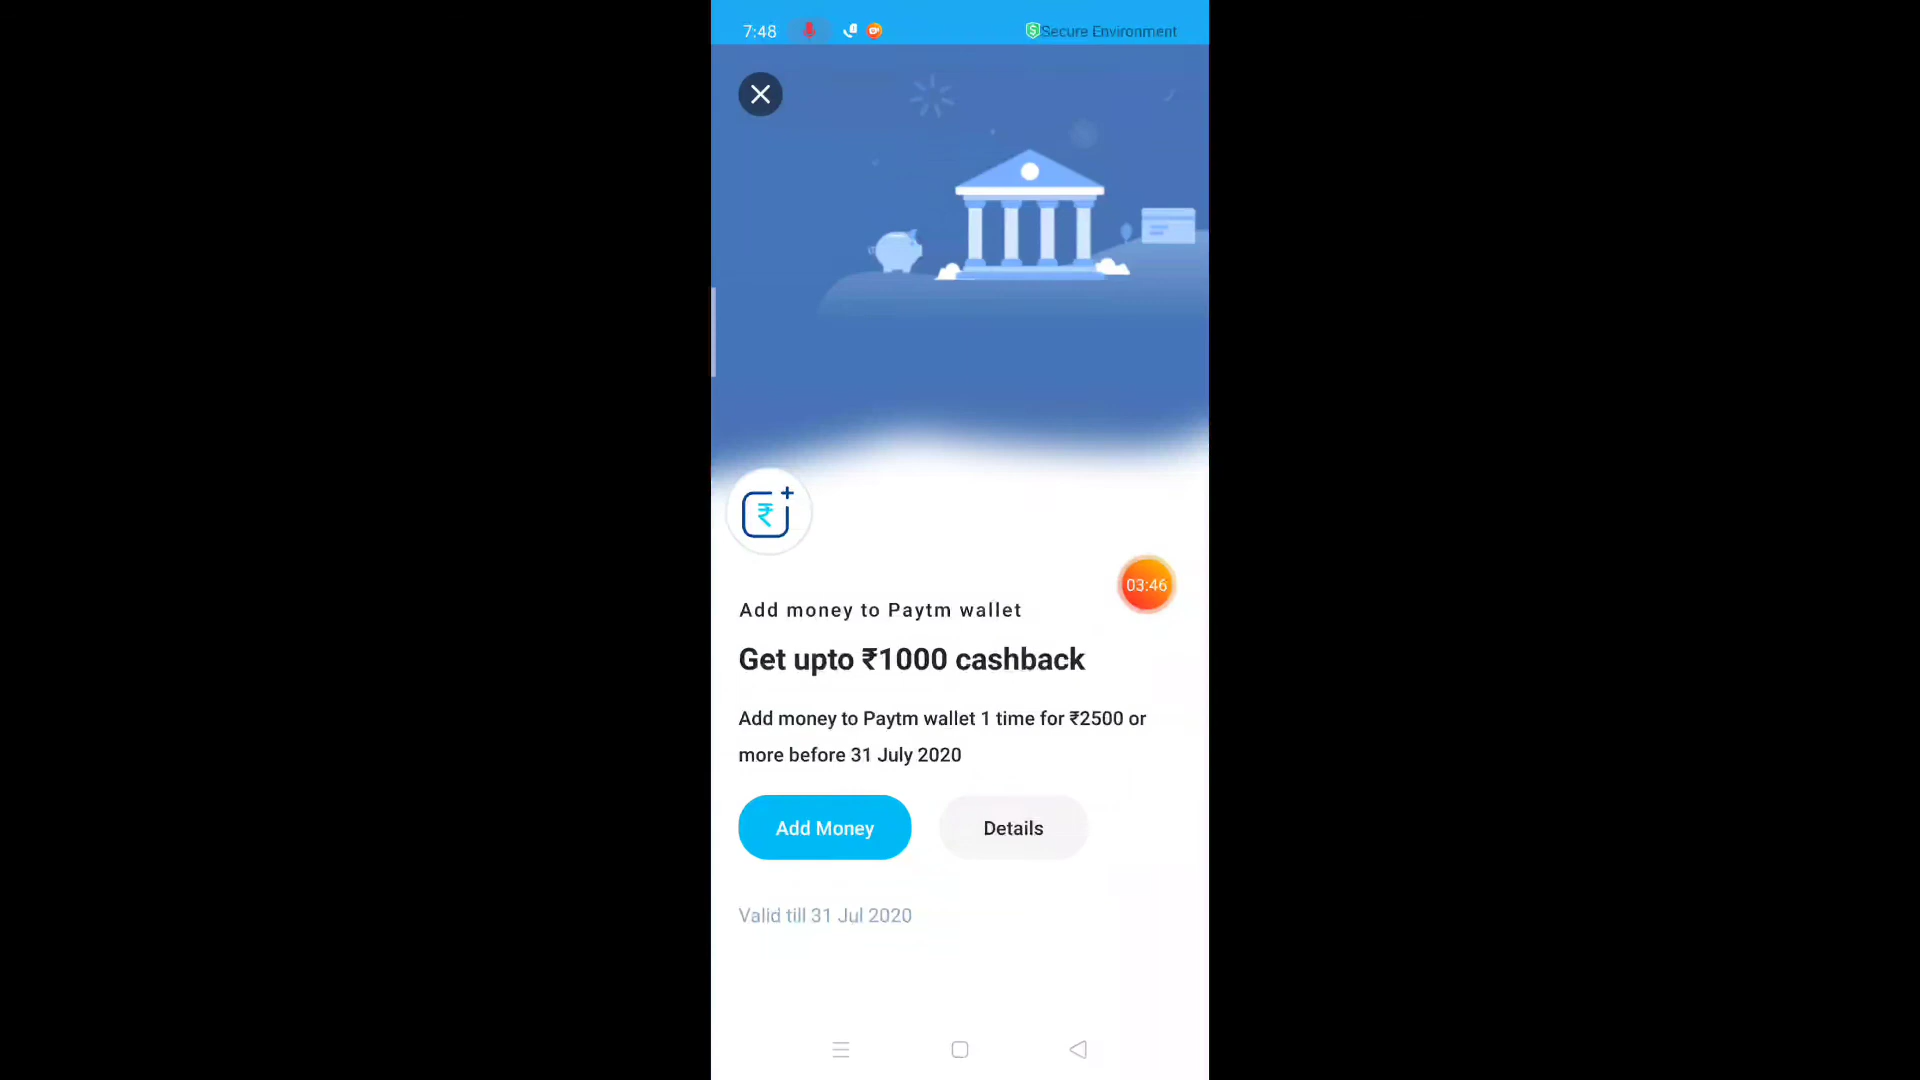 7:48
Secure Environment
03:46
Add money to Paytm wallet
Get upto ₹1000 cashback
Add money to Paytm wallet 1 time for ₹2500 or
more before 31 July 2020
Add Money
Details
Valid till 31 Jul 2020